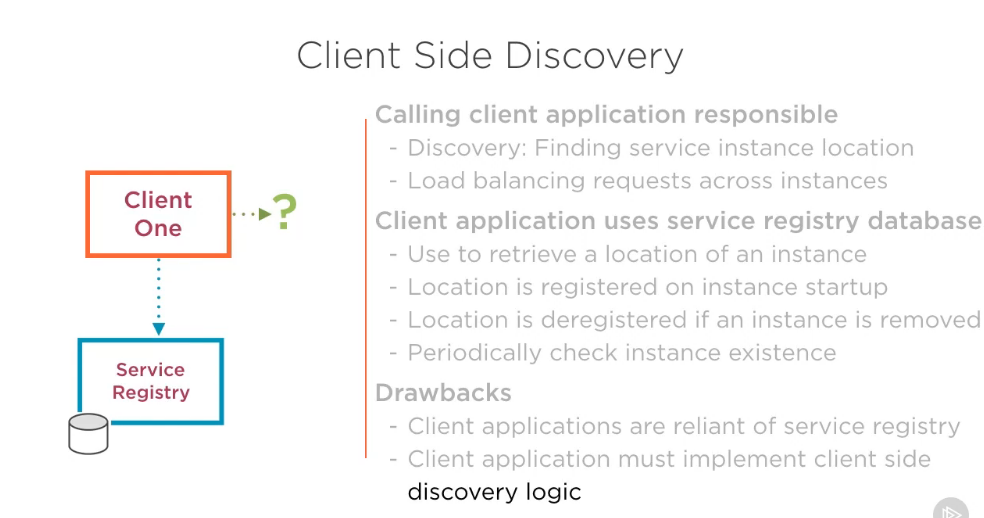 Client Side Discovery
Client
One
?
Service
Registry
Calling client application responsible
- Discovery: Finding service instance location
- Load balancing requests across instances
Client application uses service registry database
- Use to retrieve a location of an instance
- Location is registered on instance startup
- Location is deregistered if an instance is removed
- Periodically check instance existence
Drawbacks
- Client applications are reliant of service registry
- Client application must implement client side
discovery logic